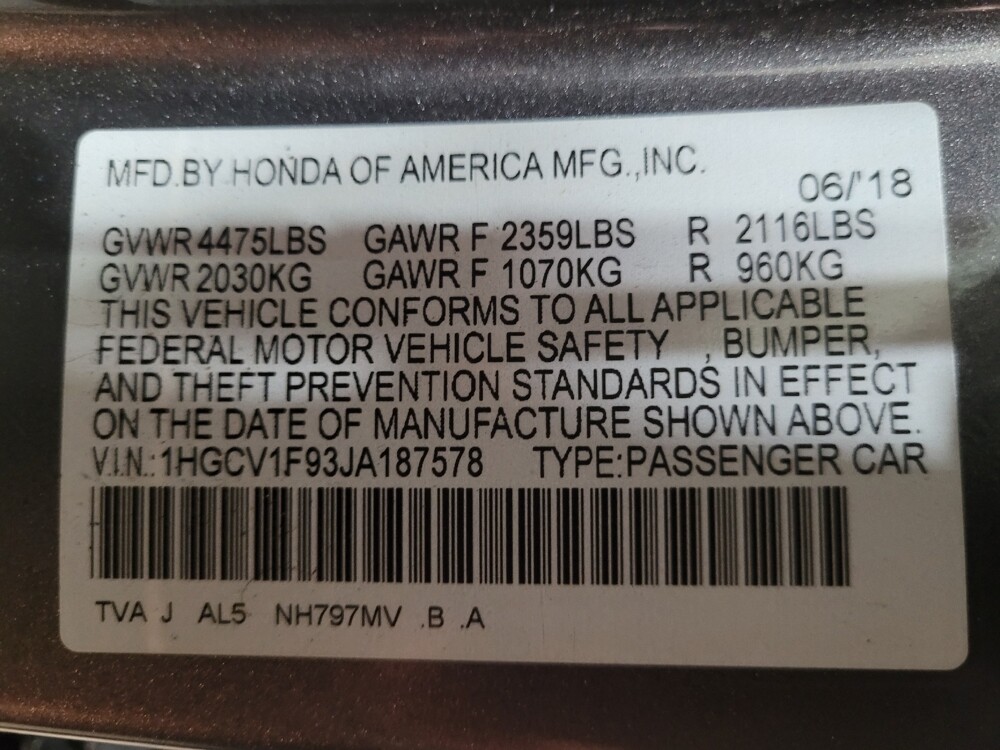 MFD.BY HONDA OF AMERICA MFG.,INC.
06/'18
GVWR 4475LBS GAWR F 2359LBS R 2116LBS
GVWR 2030KG GAWR F 1070KG R 960KG
THIS VEHICLE CONFORMS TO ALL APPLICABLE
FEDERAL MOTOR VEHICLE SAFETY , BUMPER,
AND THEFT PREVENTION STANDARDS IN EFFECT
ON THE DATE OF MANUFACTURE SHOWN ABOVE.
V.I.N.:1HGCV1F93JA187578 TYPE:PASSENGER CAR
TVA J AL5 NH797MV .B .A